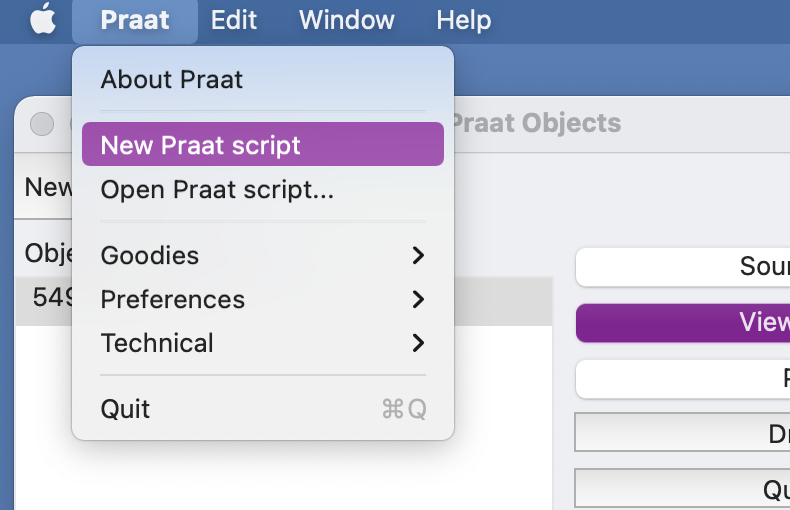 Praat Edit Window Help
About Praat
Praat Objects
New Praat script
Open Praat script...
New
Obje
549
Goodies
Preferences
Technical
Quit ⌘Q
Sour
View
P
Dr
Qu